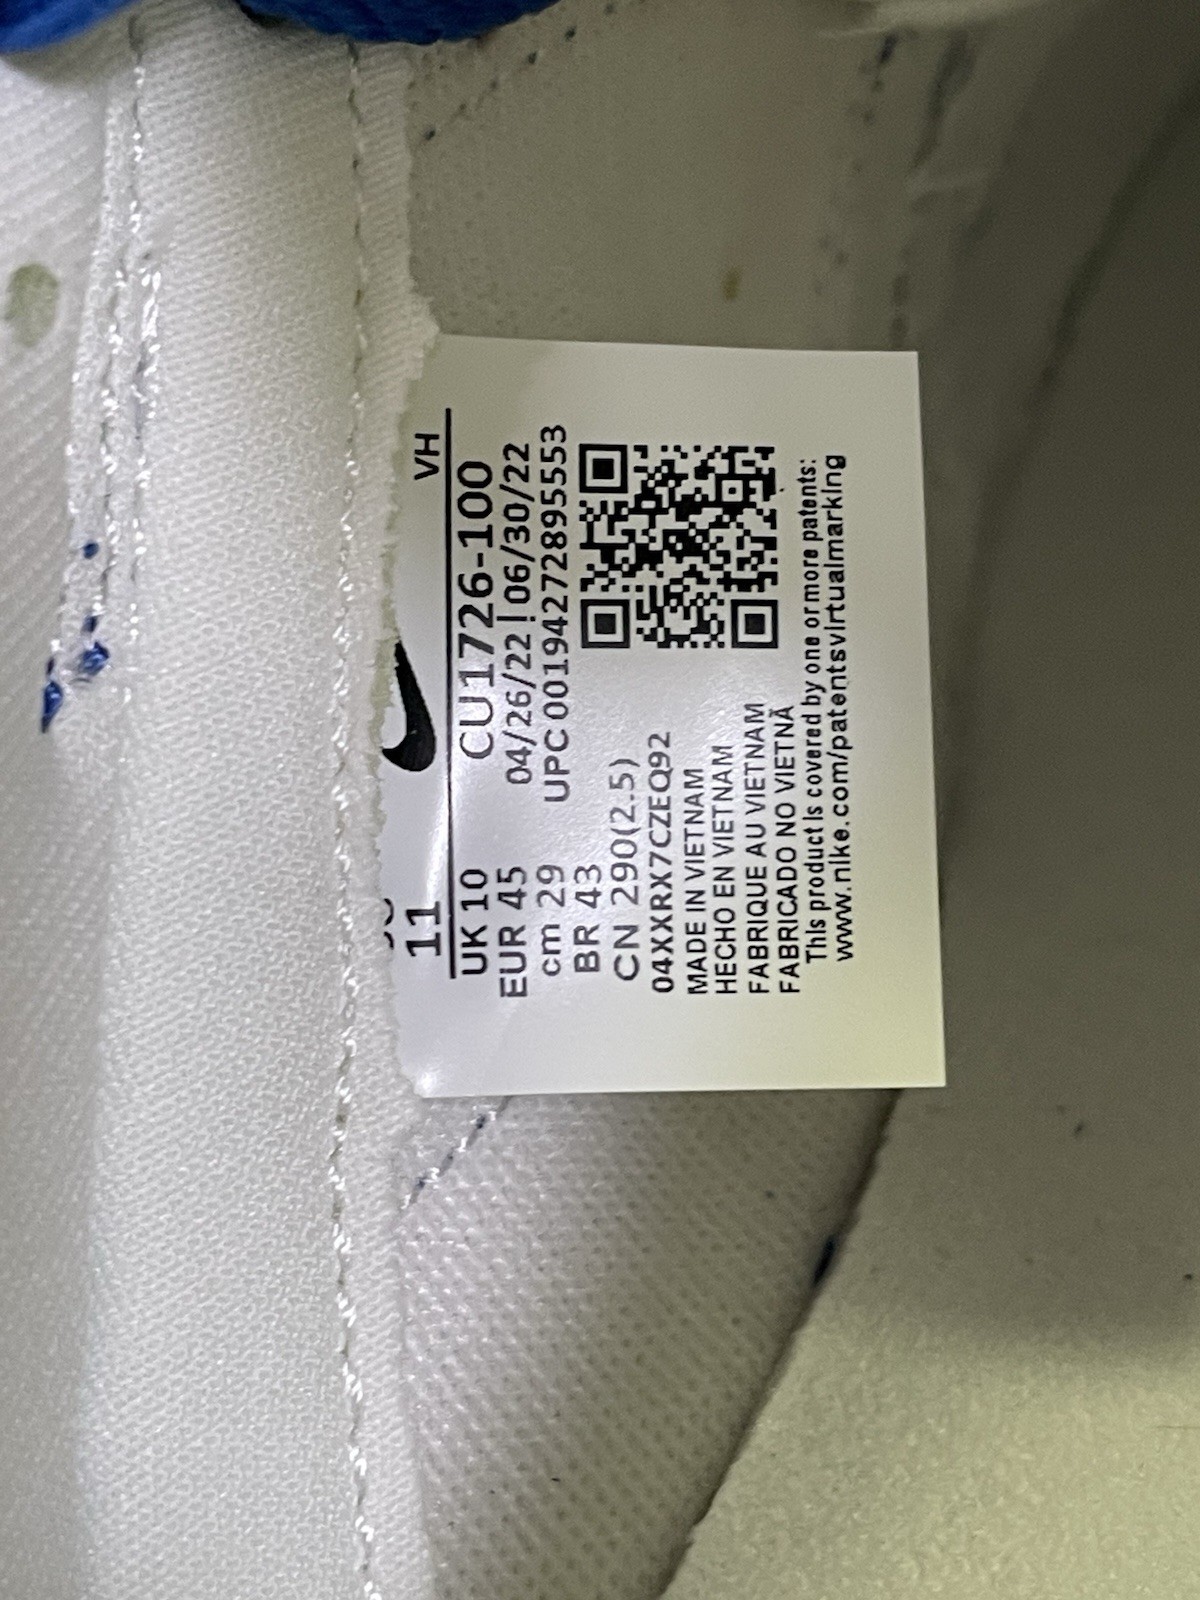 11 VH
UK 10 CU1726-100
EUR 45 04/26/22 | 06/30/22
cm 29 UPC 00194272895553
BR 43
CN 290(2.5)
04XXRX7CZEQ92
MADE IN VIETNAM
HECHO EN VIETNAM
FABRIQUE AU VIETNAM
FABRICADO NO VIETNÃ
This product is covered by one or more patents:
www.nike.com/patentsvirtualmarking